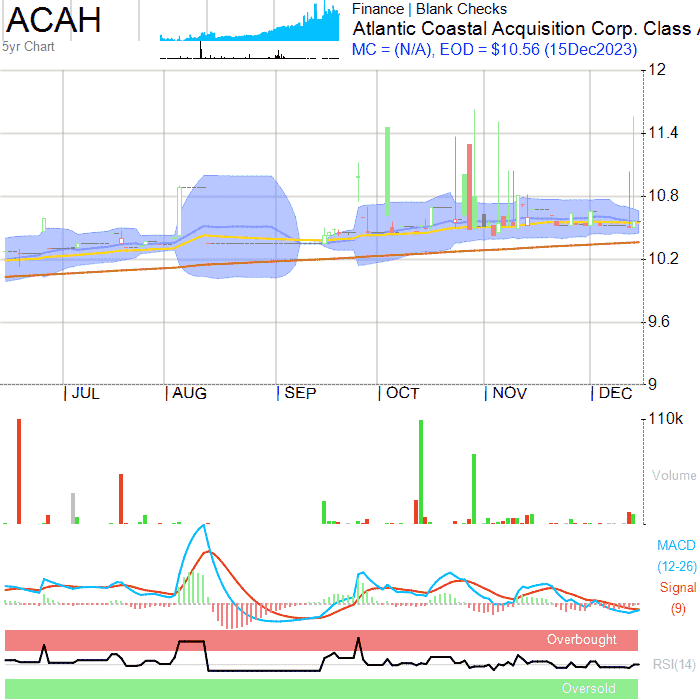 ACAH
5yr Chart
Finance | Blank Checks
Atlantic Coastal Acquisition Corp. Class A
MC = (N/A), EOD = $10.56 (15Dec2023)
12
11.4
10.8
10.2
9.6
9
| JUL | AUG | SEP | OCT | NOV | DEC
110k
Volume
MACD
(12-26)
Signal
(9)
Overbought
RSI(14)
Oversold